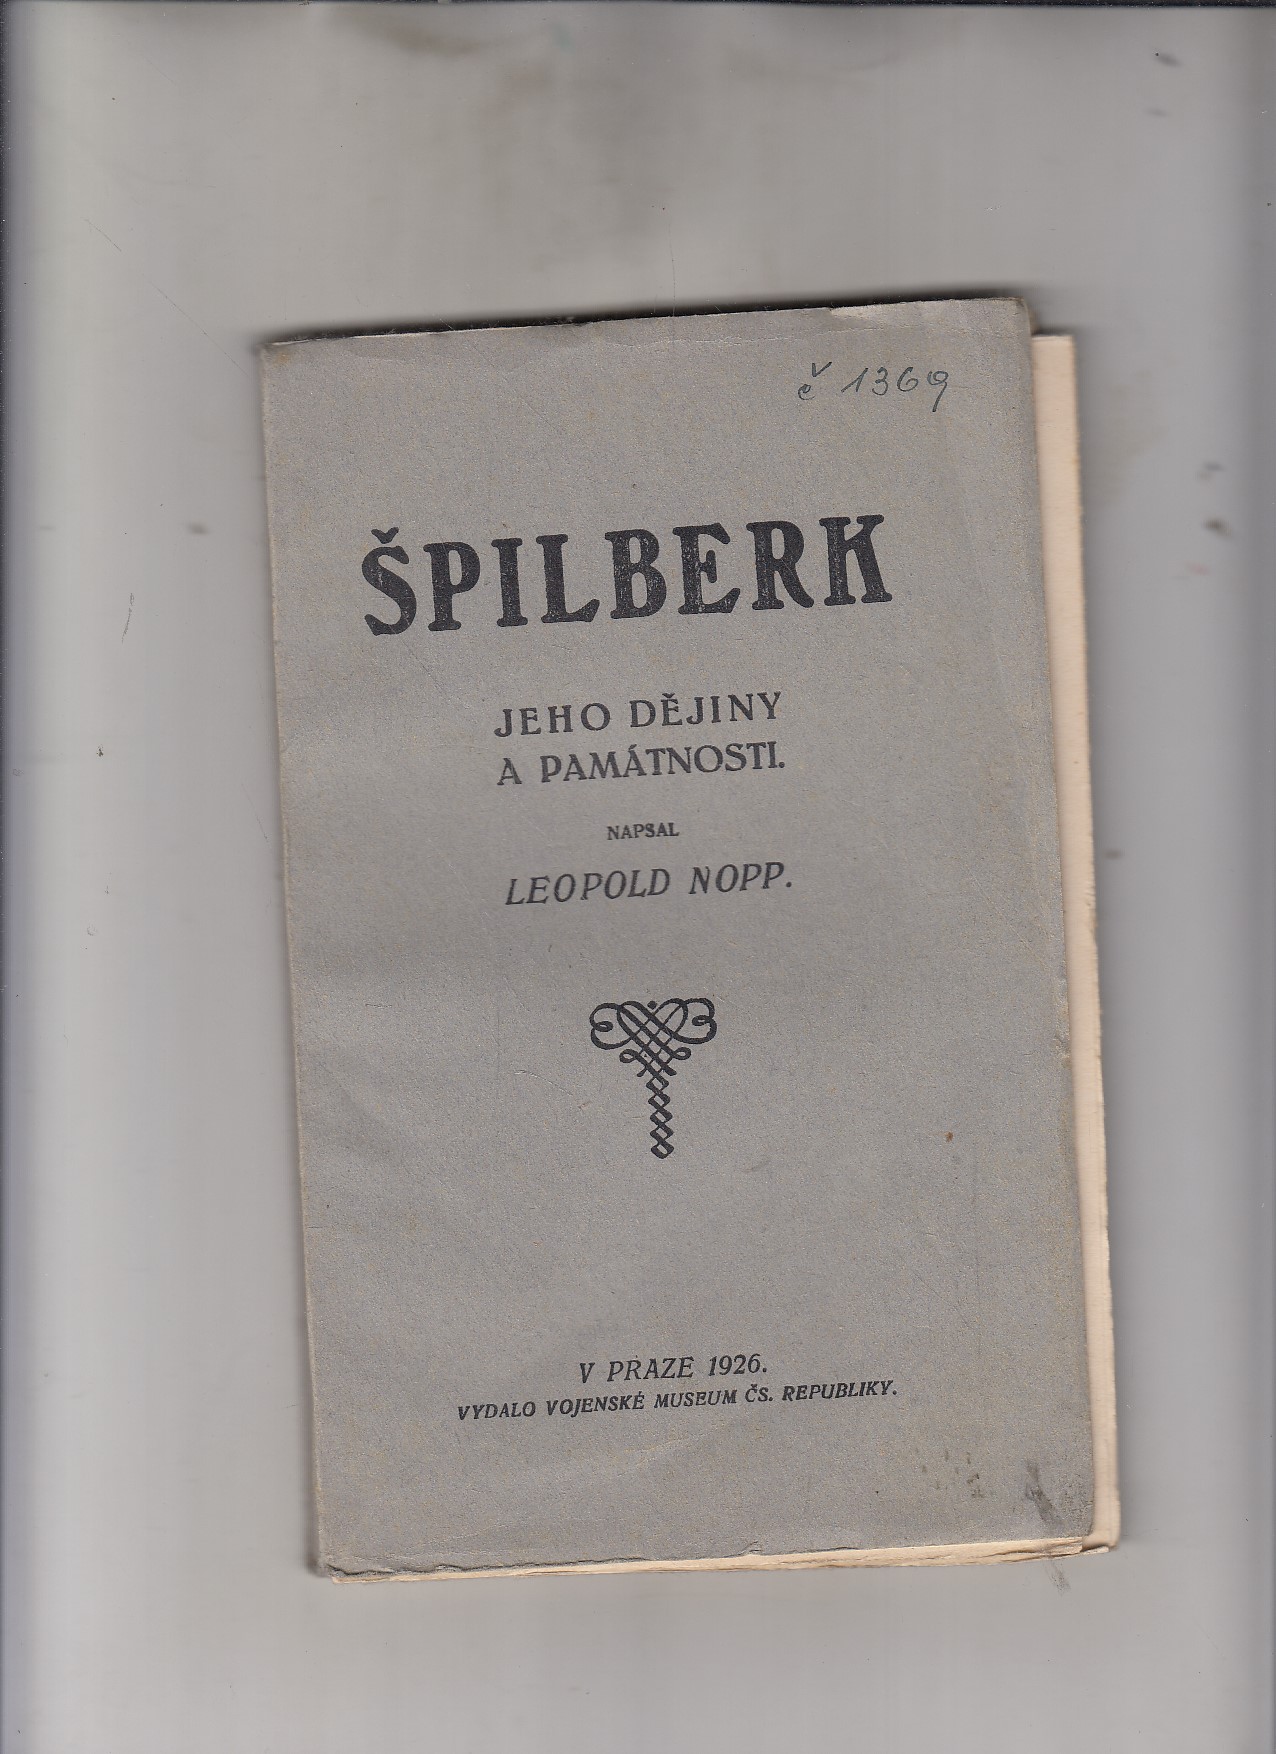 č 1369
ŠPILBERK
JEHO DĚJINY
A PAMÁTNOSTI.
NAPSAL
LEOPOLD NOPP.
V PRAZE 1926.
VYDALO VOJENSKÉ MUSEUM ČS. REPUBLIKY.